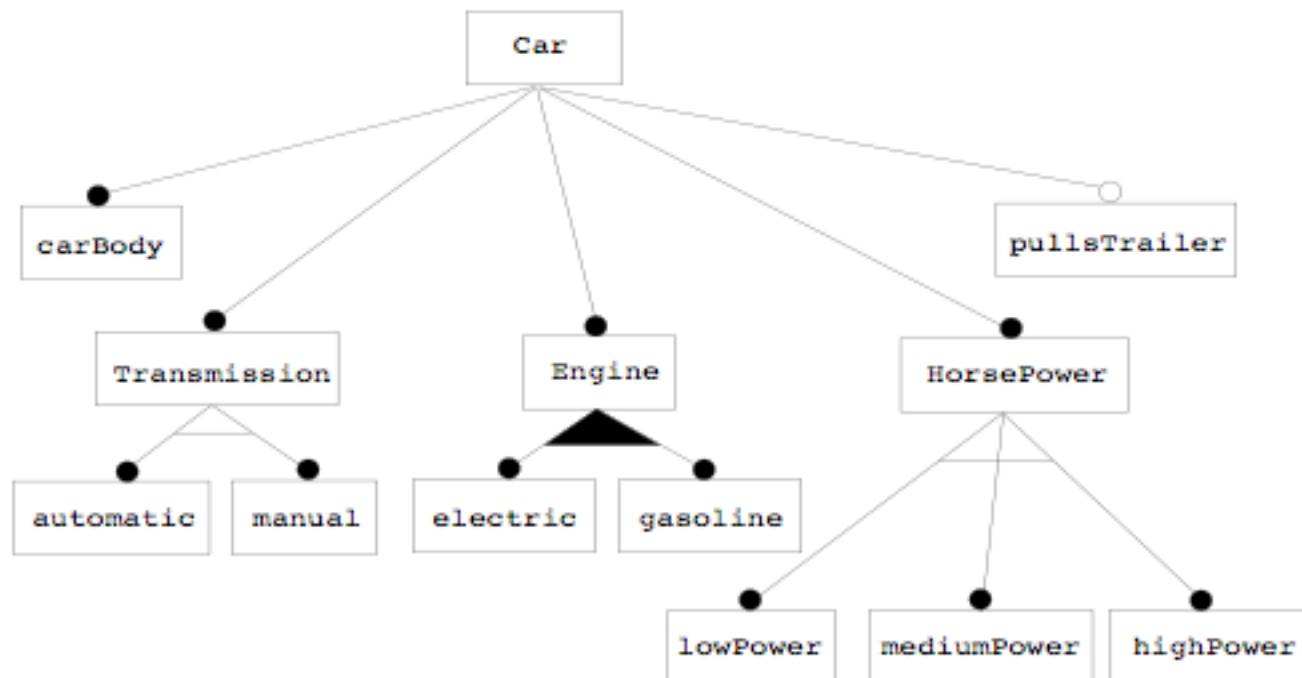 Car
carBody
pullsTrailer
Transmission
Engine
HorsePower
automatic
manual
electric
gasoline
lowPower
mediumPower
highPower